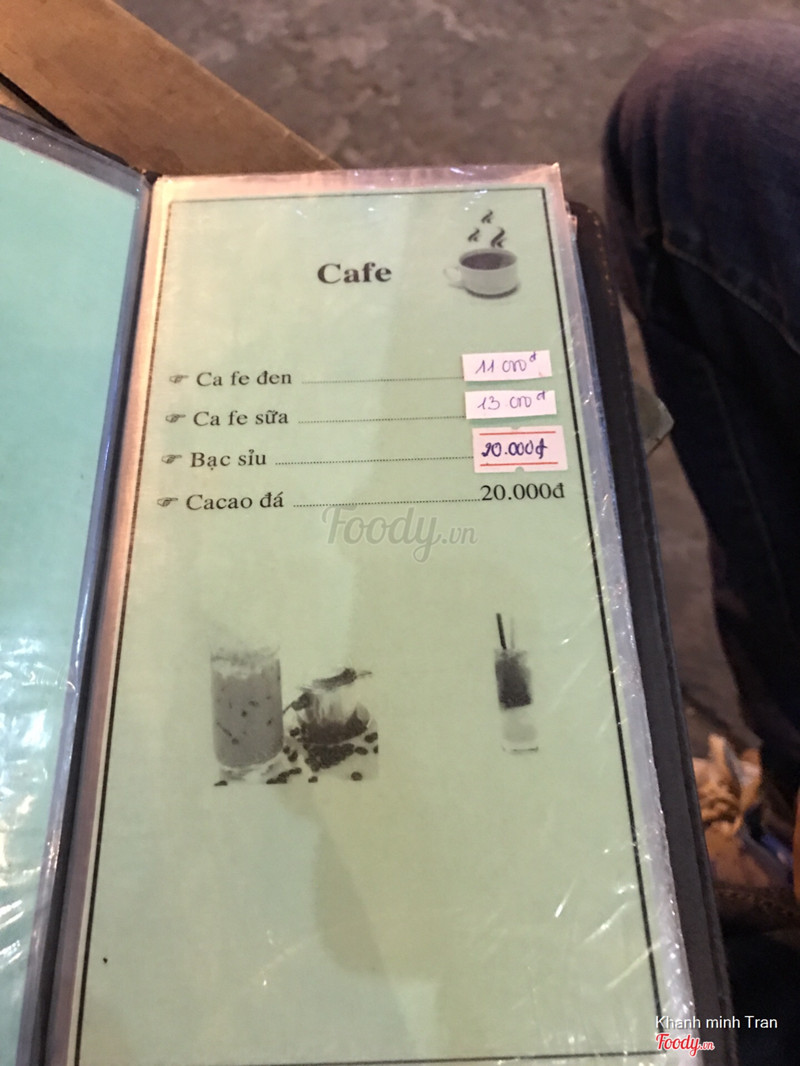 Cafe
☞ Ca fe đen ........................ 11 000đ
☞ Ca fe sữa ........................ 13 000đ
☞ Bạc sỉu ........................ 20.000đ
☞ Cacao đá ........................ 20.000đ
Foody.vn
Khanh minh Tran
Foody.vn